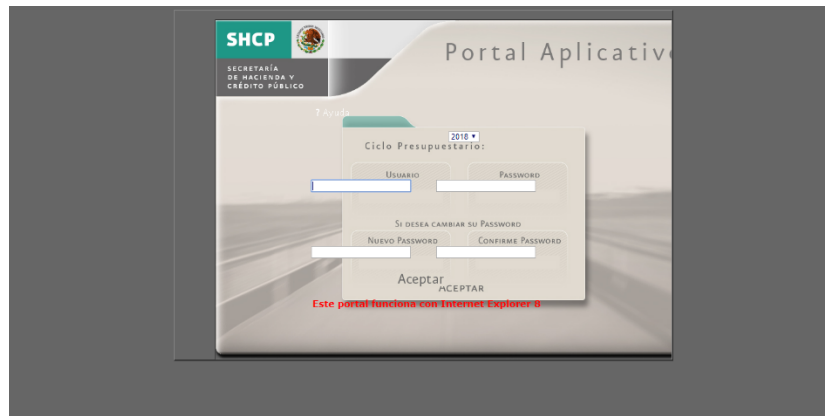 SHCP
SECRETARÍA
DE HACIENDA Y
CRÉDITO PÚBLICO
Portal Aplicativo
? Ayuda
2018
Ciclo Presupuestario:
USUARIO
PASSWORD
SI DESEA CAMBIAR SU PASSWORD
NUEVO PASSWORD
CONFIRME PASSWORD
Aceptar
ACEPTAR
Este portal funciona con Internet Explorer 8